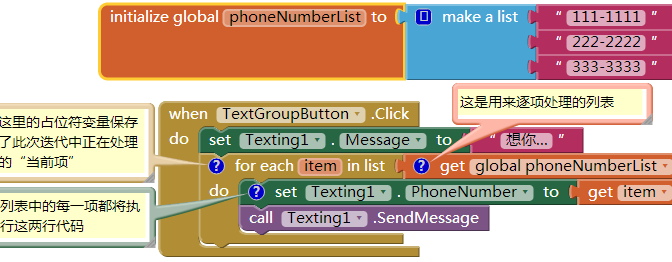 initialize global phoneNumberList to make a list " 111-1111 "
" 222-2222 "
" 333-3333 "
这里的占位符变量保存
了此次迭代中正在处理
的“当前项”
when TextGroupButton .Click
do set Texting1 . Message to " 想你... "
这是用来逐项处理的列表
for each item in list get global phoneNumberList
do set Texting1 . PhoneNumber to get item
call Texting1 .SendMessage
列表中的每一项都将执
行这两行代码